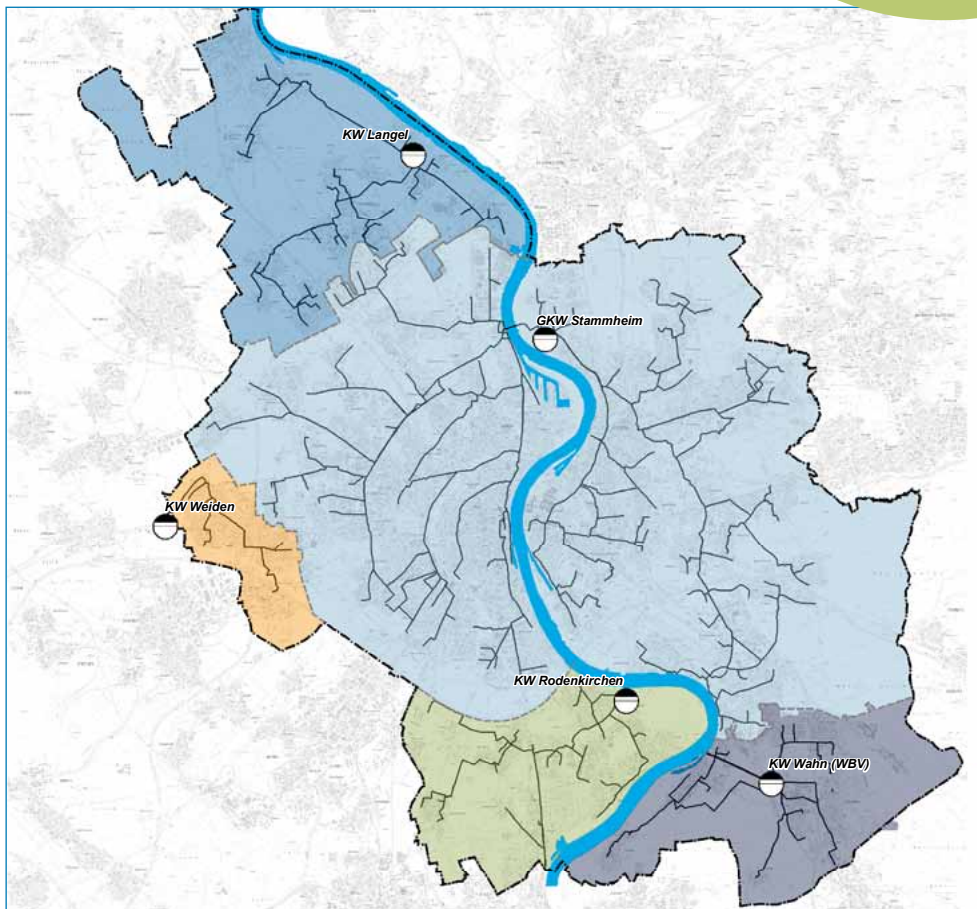 KW Langel
GKW Stammheim
KW Weiden
KW Rodenkirchen
KW Wahn (WBV)